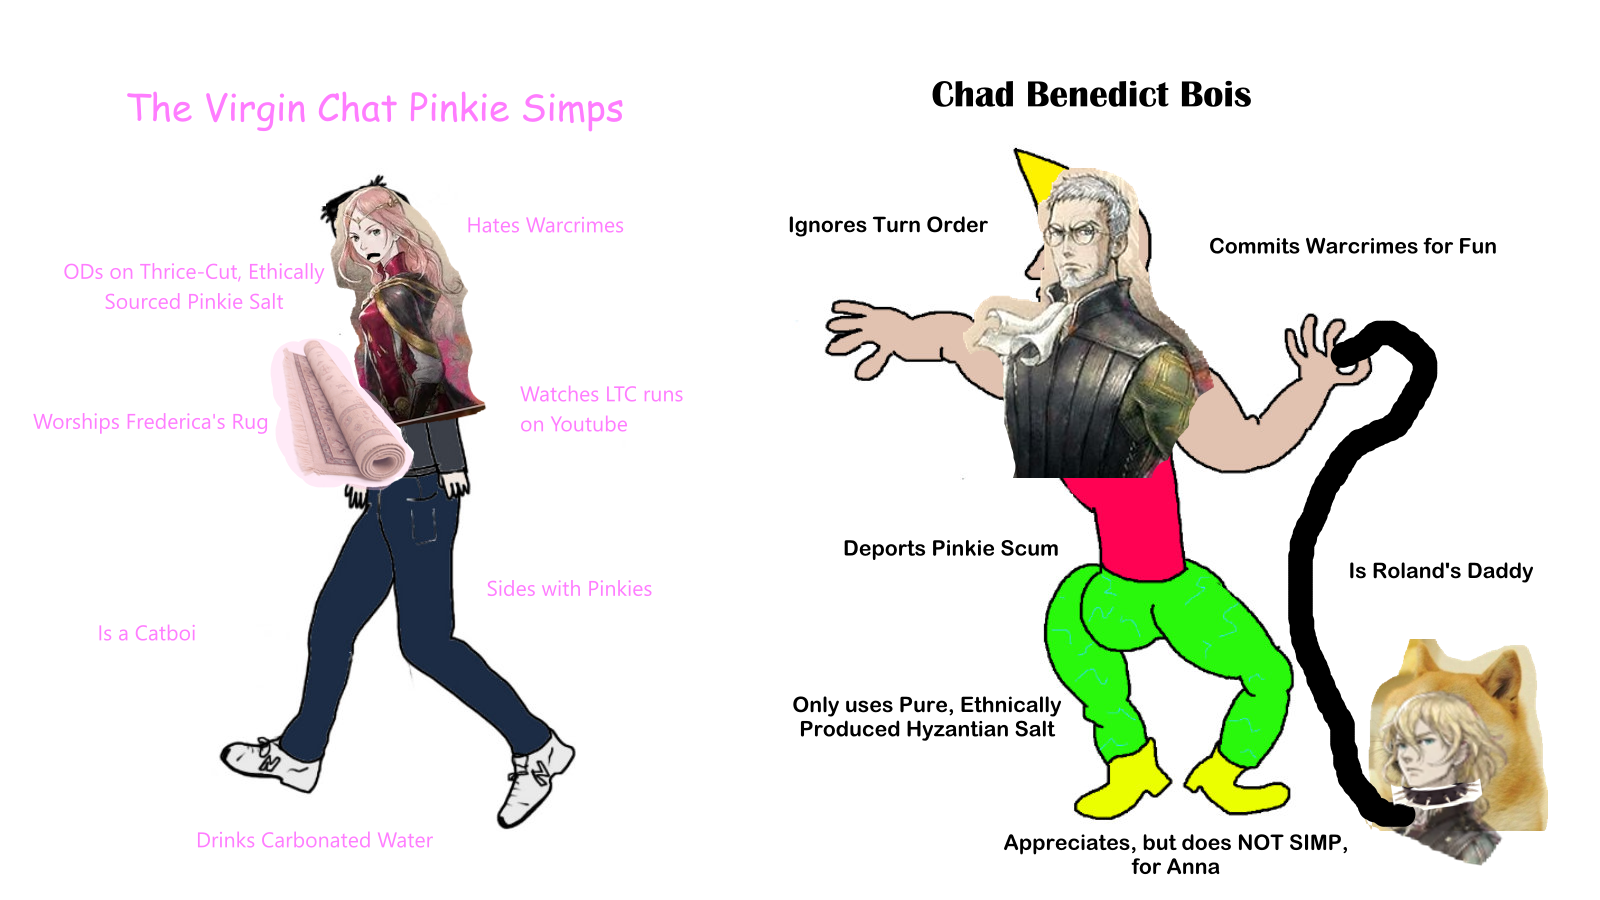 The Virgin Chat Pinkie Simps
Hates Warcrimes
ODs on Thrice-Cut, Ethically
Sourced Pinkie Salt
Watches LTC runs
on Youtube
Worships Frederica's Rug
Sides with Pinkies
Is a Catboi
Drinks Carbonated Water
Chad Benedict Bois
Ignores Turn Order
Commits Warcrimes for Fun
Deports Pinkie Scum
Is Roland's Daddy
Only uses Pure, Ethnically
Produced Hyzantian Salt
Appreciates, but does NOT SIMP,
for Anna